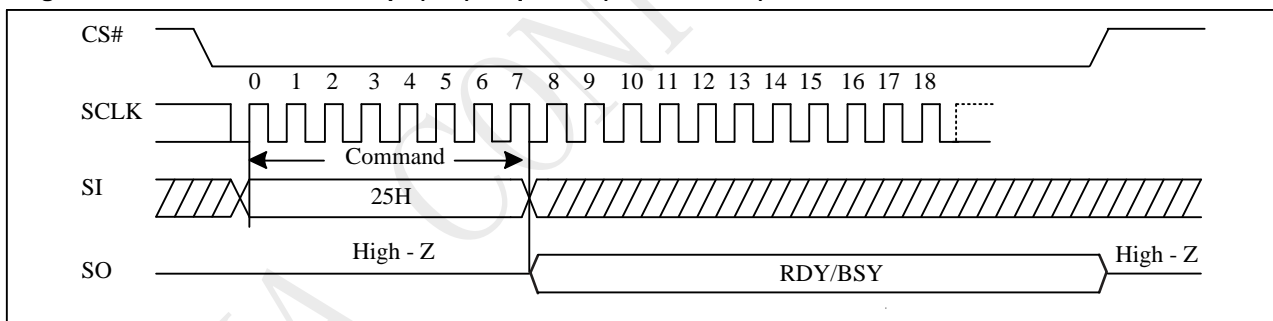 CS#
0 1 2 3 4 5 6 7 8 9 10 11 12 13 14 15 16 17 18
SCLK
Command
SI
25H
High - Z
High - Z
SO
RDY/BSY